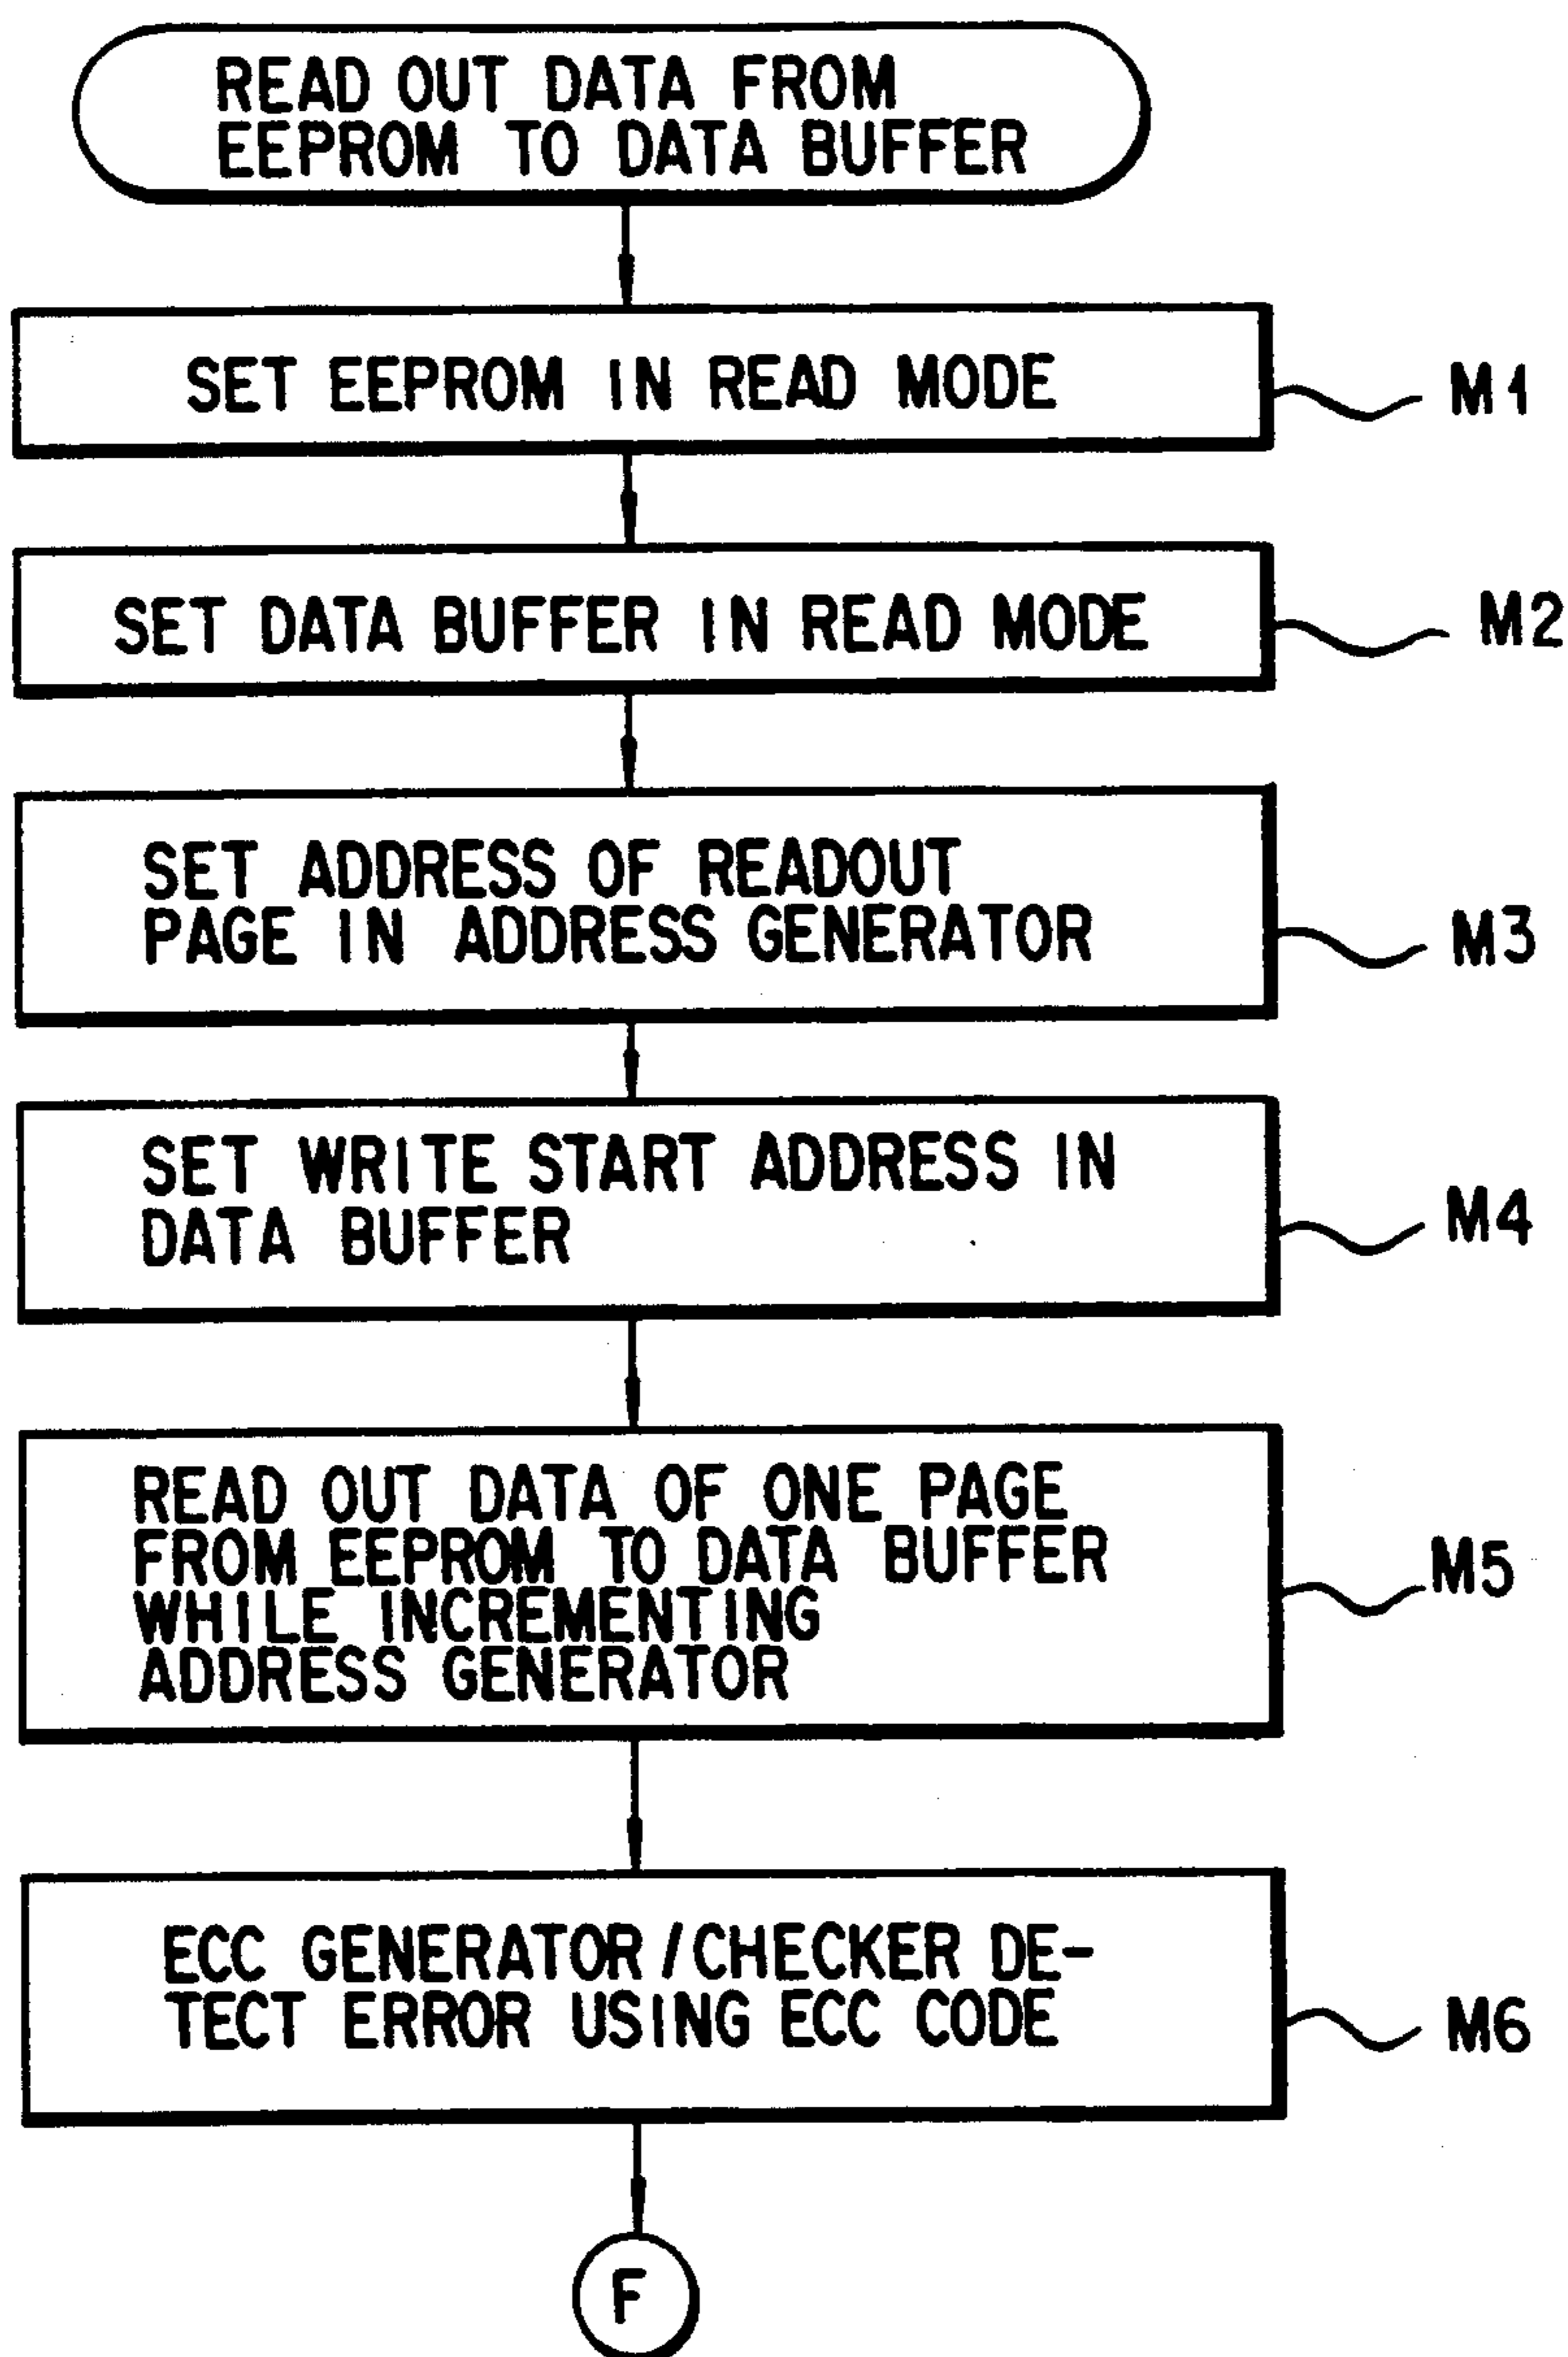 READ OUT DATA FROM
EEPROM TO DATA BUFFER
SET EEPROM IN READ MODE
M1
SET DATA BUFFER IN READ MODE
M2
SET ADDRESS OF READOUT
PAGE IN ADDRESS GENERATOR
M3
SET WRITE START ADDRESS IN
DATA BUFFER
M4
READ OUT DATA OF ONE PAGE
FROM EEPROM TO DATA BUFFER
WHILE INCREMENTING
ADDRESS GENERATOR
M5
ECC GENERATOR/CHECKER DE-
TECT ERROR USING ECC CODE
M6
F